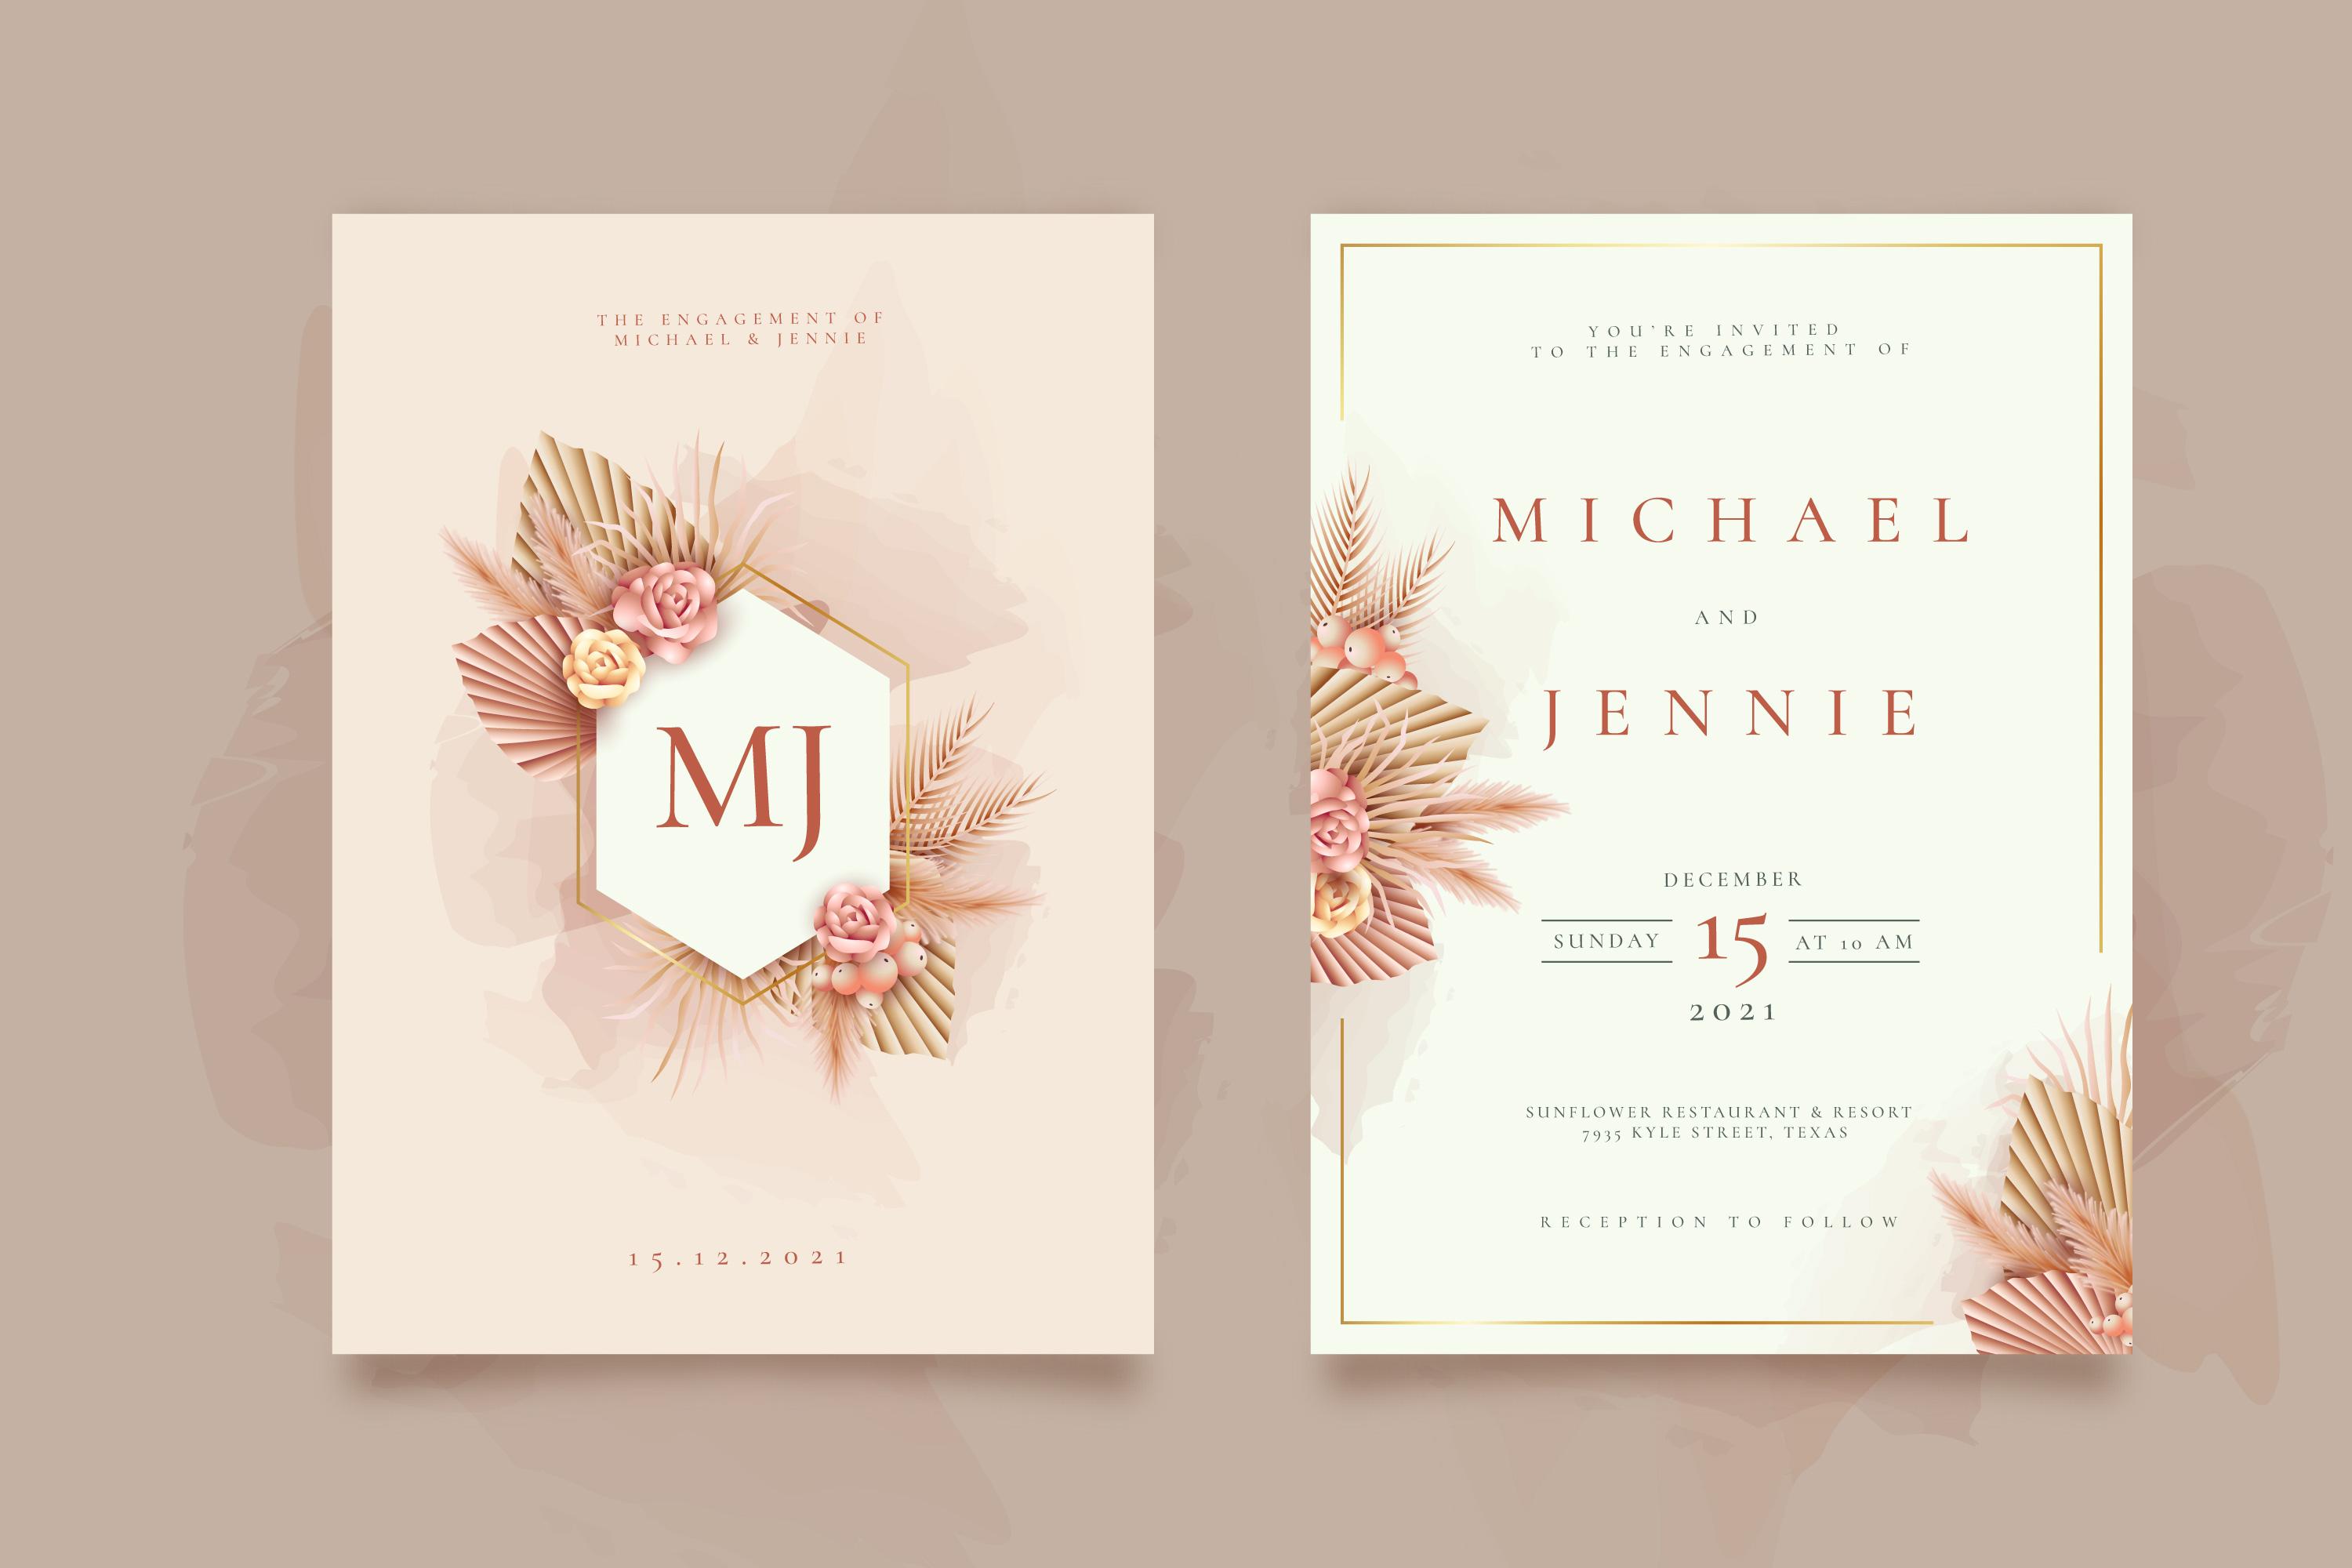 THE ENGAGEMENT OF
MICHAEL & JENNIE
MJ
15.12.2021
YOU'RE INVITED
TO THE ENGAGEMENT OF
MICHAEL
AND
JENNIE
DECEMBER
SUNDAY 15 AT 10 AM
2021
SUNFLOWER RESTAURANT & RESORT
7935 KYLE STREET, TEXAS
RECEPTION TO FOLLOW